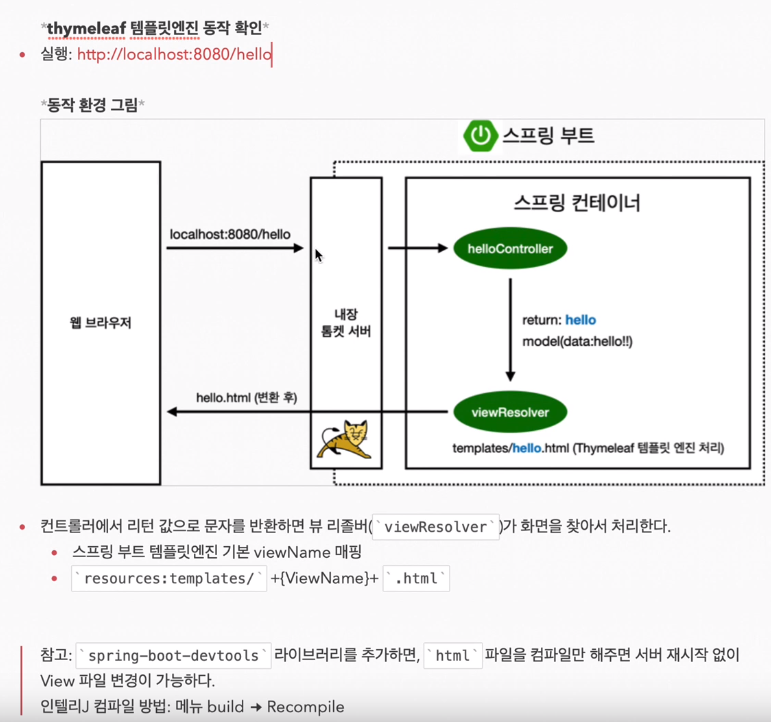 *thymeleaf 템플릿엔진 동작 확인*
실행: http://localhost:8080/hello
*동작 환경 그림*
스프링 부트
스프링 컨테이너
localhost:8080/hello
helloController
웹 브라우저
내장
톰켓 서버
return: hello
model(data:hello!!)
hello.html (변환 후)
viewResolver
templates/hello.html (Thymeleaf 템플릿 엔진 처리)
컨트롤러에서 리턴 값으로 문자를 반환하면 뷰 리졸버(`viewResolver`)가 화면을 찾아서 처리한다.
스프링 부트 템플릿엔진 기본 viewName 매핑
`resources:templates/` +{ViewName}+ `.html`
참고: `spring-boot-devtools` 라이브러리를 추가하면, `html` 파일을 컴파일만 해주면 서버 재시작 없이
View 파일 변경이 가능하다.
인텔리J 컴파일 방법: 메뉴 build → Recompile